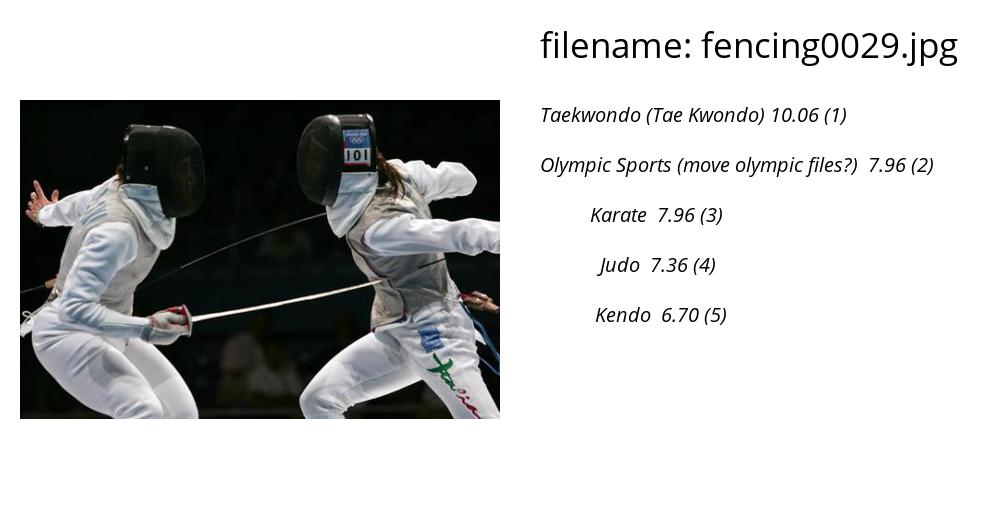 filename: fencing0029.jpg
Taekwondo (Tae Kwondo) 10.06 (1)
Olympic Sports (move olympic files?) 7.96 (2)
Karate 7.96 (3)
Judo 7.36 (4)
Kendo 6.70 (5)
101
Italia